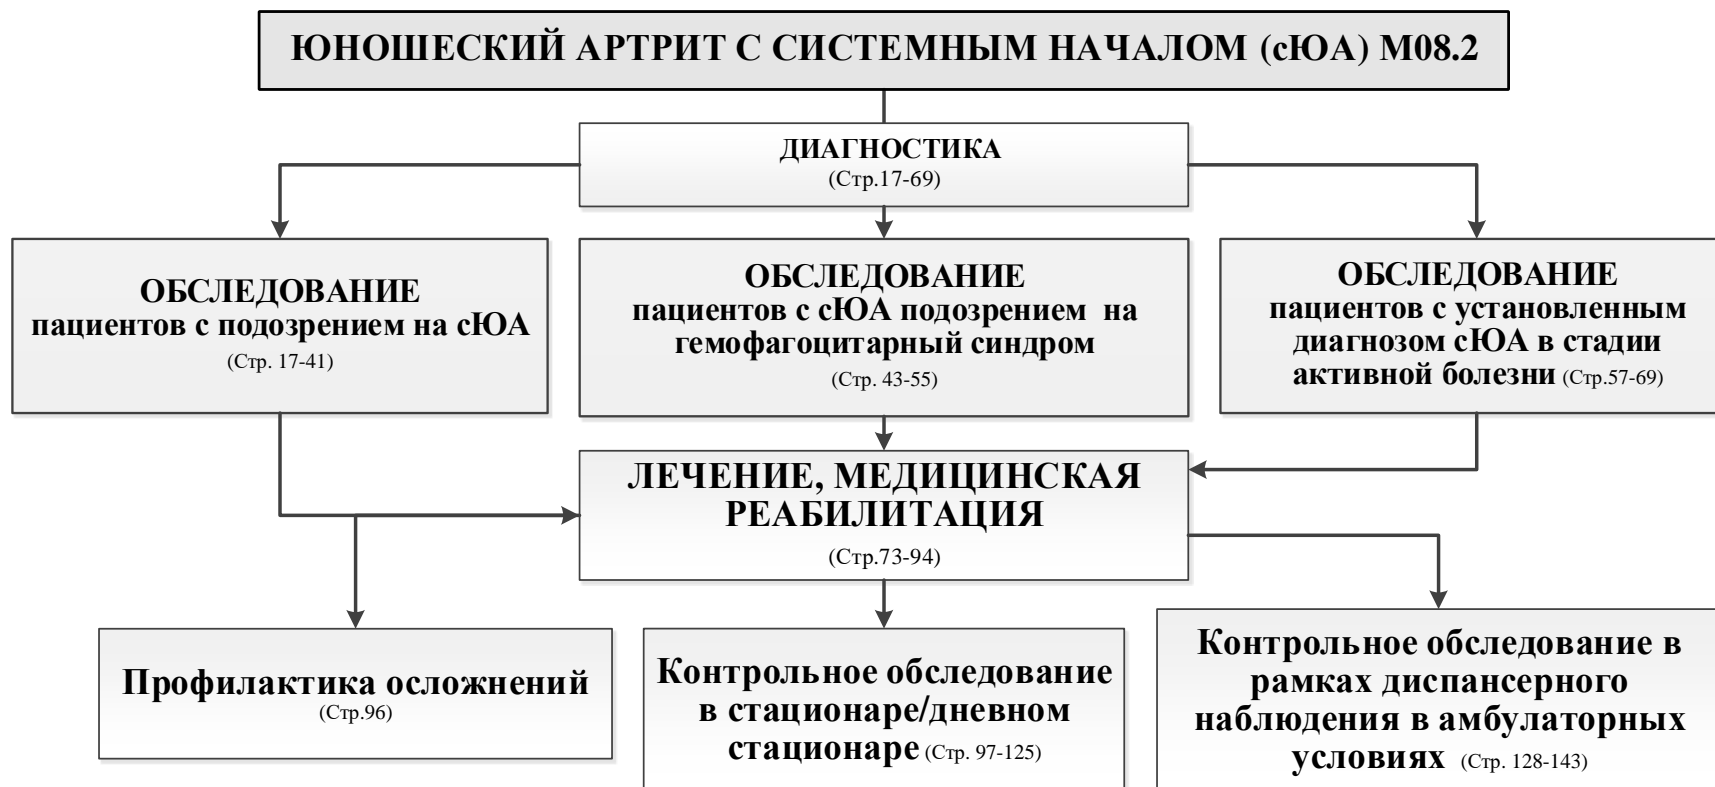 ЮНОШЕСКИЙ АРТРИТ С СИСТЕМНЫМ НАЧАЛОМ (сЮА) М08.2
ДИАГНОСТИКА
(Стр.17-69)
ОБСЛЕДОВАНИЕ
пациентов с подозрением на сЮА
(Стр. 17-41)
ОБСЛЕДОВАНИЕ
пациентов с сЮА подозрением на
гемофагоцитарный синдром
(Стр. 43-55)
ОБСЛЕДОВАНИЕ
пациентов с установленным
диагнозом сЮА в стадии
активной болезни (Стр.57-69)
ЛЕЧЕНИЕ, МЕДИЦИНСКАЯ
РЕАБИЛИТАЦИЯ
(Стр.73-94)
Профилактика осложнений
(Стр.96)
Контрольное обследование
в стационаре/дневном
стационаре (Стр. 97-125)
Контрольное обследование в
рамках диспансерного
наблюдения в амбулаторных
условиях (Стр. 128-143)